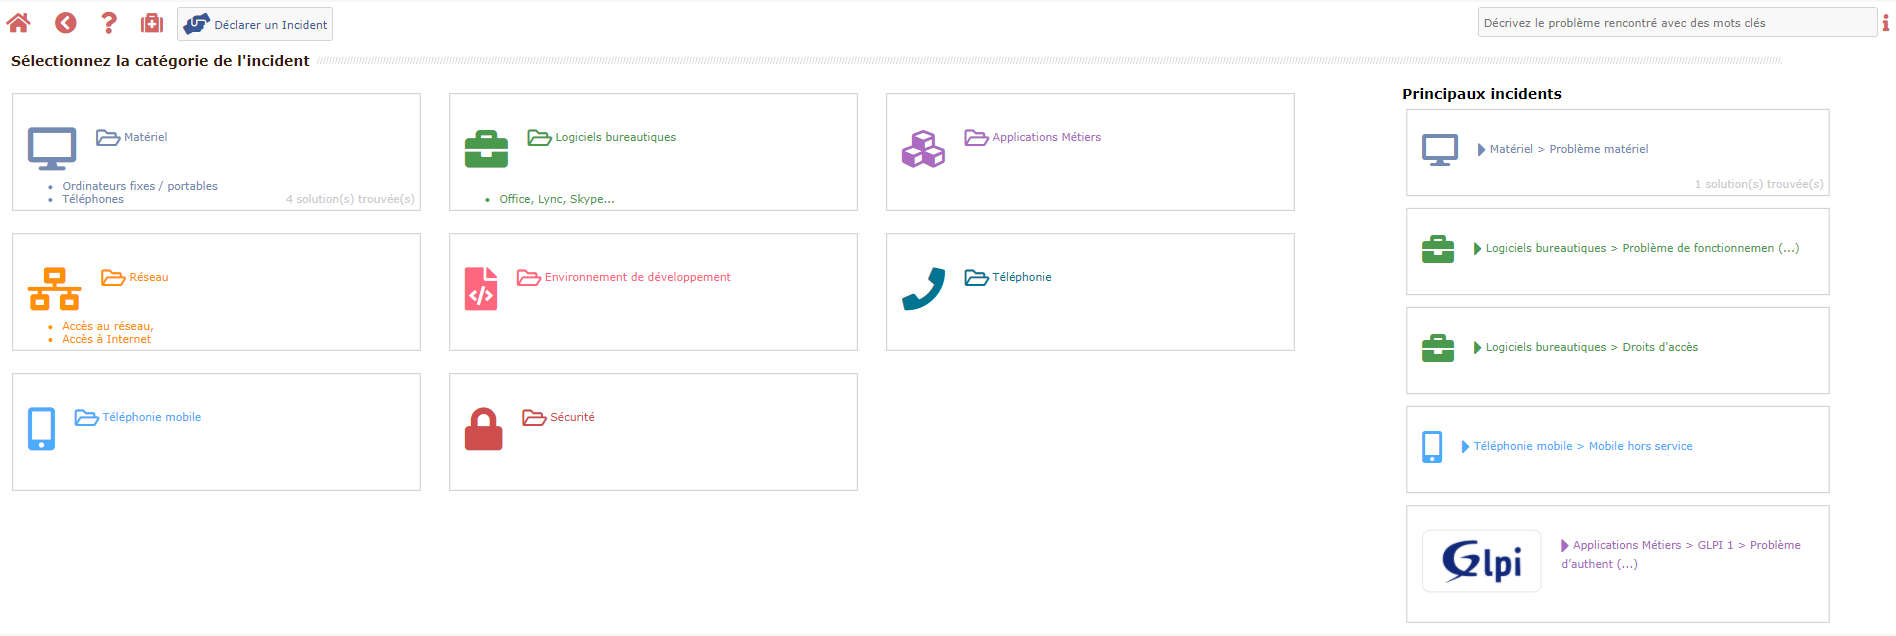 Déclarer un Incident
Décrivez le problème rencontré avec des mots clés
Sélectionnez la catégorie de l'incident
Matériel
Ordinateurs fixes / portables
Téléphones
4 solution(s) trouvée(s)
Logiciels bureautiques
Office, Lync, Skype...
Applications Métiers
Réseau
Accès au réseau,
Accès à Internet
Environnement de développement
Téléphonie
Téléphonie mobile
Sécurité
Principaux incidents
Matériel > Problème matériel
1 solution(s) trouvée(s)
Logiciels bureautiques > Problème de fonctionnemen (...)
Logiciels bureautiques > Droits d'accès
Téléphonie mobile > Mobile hors service
Glpi
Applications Métiers > GLPI 1 > Problème
d'authent (...)